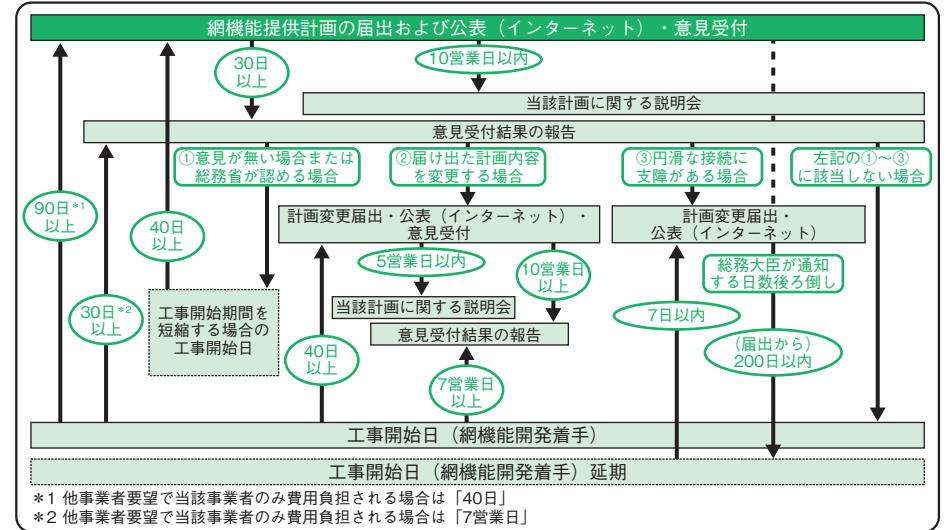 網機能提供計画の届出および公表（インターネット）・意見受付
30日
以上
10営業日以内
当該計画に関する説明会
意見受付結果の報告
①意見が無い場合または
総務省が認める場合
②届け出た計画内容
を変更する場合
③円滑な接続に
支障がある場合
左記の①～③
に該当しない場合
90日*1
以上
40日
以上
計画変更届出・公表（インターネット）・
意見受付
計画変更届出・
公表（インターネット）
5営業日以内
10営業日
以上
総務大臣が通知
する日数後ろ倒し
30日*2
以上
工事開始期間を
短縮する場合の
工事開始日
当該計画に関する説明会
7日以内
意見受付結果の報告
40日
以上
（届出から）
200日以内
7営業日
以上
工事開始日（網機能開発着手）
工事開始日（網機能開発着手）延期
*1 他事業者要望で当該事業者のみ費用負担される場合は「40日」
*2 他事業者要望で当該事業者のみ費用負担される場合は「7営業日」